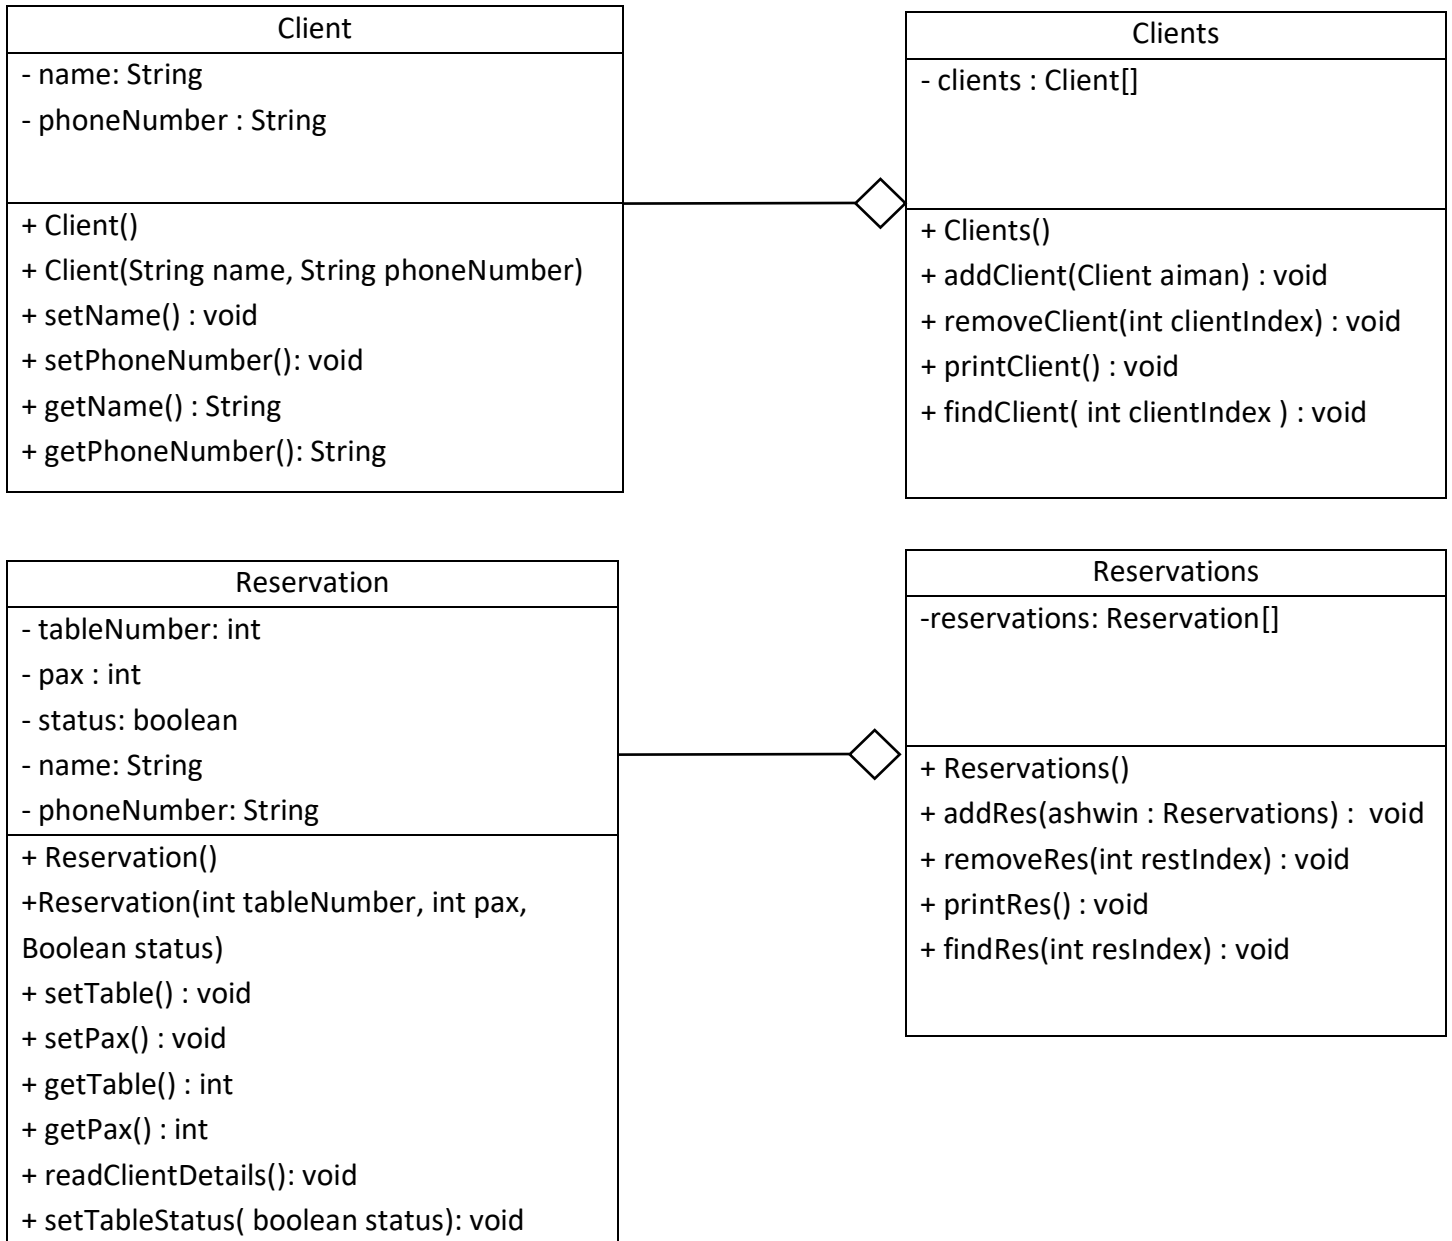 Client
- name: String
- phoneNumber : String
+ Client()
+ Client(String name, String phoneNumber)
+ setName() : void
+ setPhoneNumber(): void
+ getName() : String
+ getPhoneNumber(): String
Clients
- clients : Client[]
+ Clients()
+ addClient(Client aiman) : void
+ removeClient(int clientIndex) : void
+ printClient() : void
+ findClient( int clientIndex ) : void
Reservation
- tableNumber: int
- pax : int
- status: boolean
- name: String
- phoneNumber: String
+ Reservation()
+Reservation(int tableNumber, int pax,
Boolean status)
+ setTable() : void
+ setPax() : void
+ getTable() : int
+ getPax() : int
+ readClientDetails(): void
+ setTableStatus( boolean status): void
Reservations
-reservations: Reservation[]
+ Reservations()
+ addRes(ashwin : Reservations) :  void
+ removeRes(int restIndex) : void
+ printRes() : void
+ findRes(int resIndex) : void